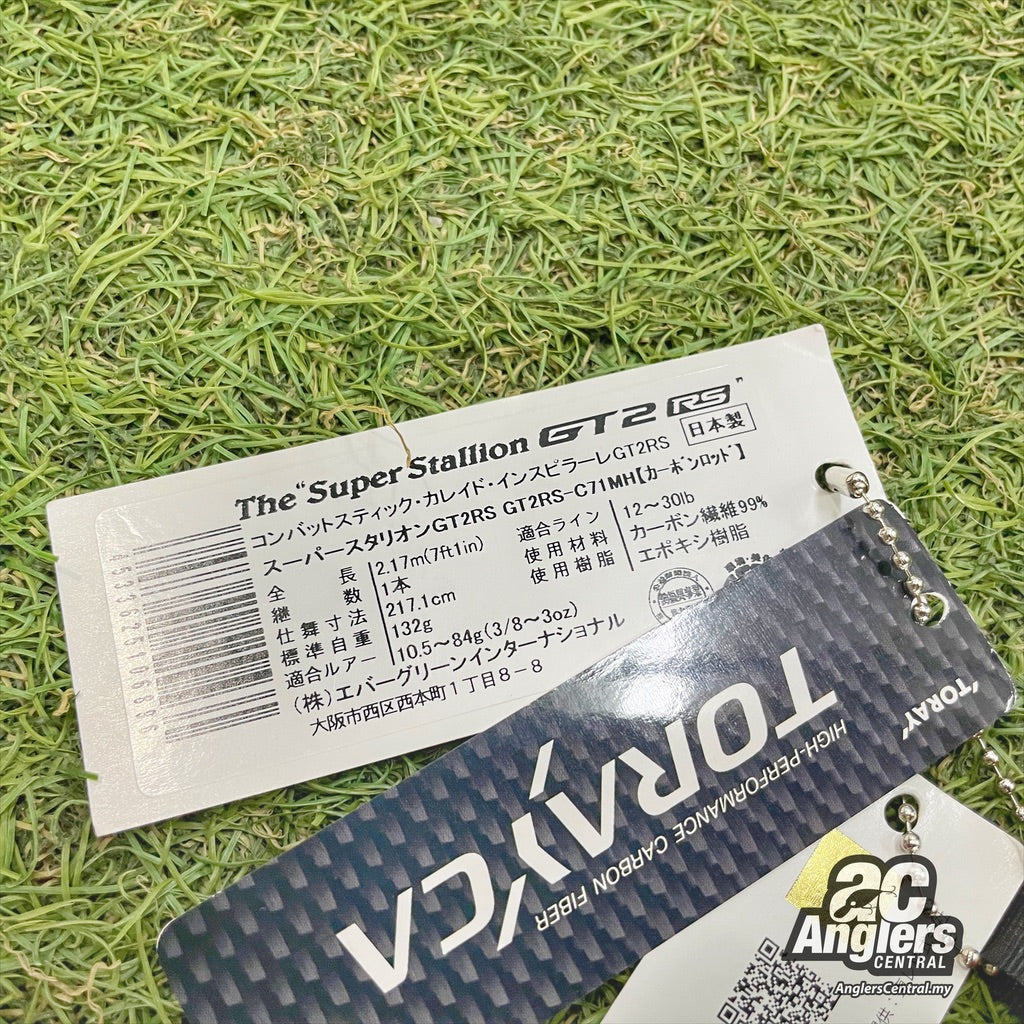 The "Super Stallion GT2 RS"
コンバットスティック・カレイド・インスピラーレGT2RS 日本製
スーパースタリオンGT2RS GT2RS-C71MH【カーボンロッド】
全長 2.17m(7ft1in)
継数 1本
仕舞寸法 217.1cm
標準自重 132g
適合ルアー 10.5～84g(3/8～3oz)
適合ライン 12～30lb
使用材料 カーボン繊維99%
使用樹脂 エポキシ樹脂
(株)エバーグリーンインターナショナル
大阪市西区西本町1丁目8-8
"TORAY"
TORAYCA
HIGH-PERFORMANCE CARBON FIBER
ac
Anglers
CENTRAL
AnglersCentral.my